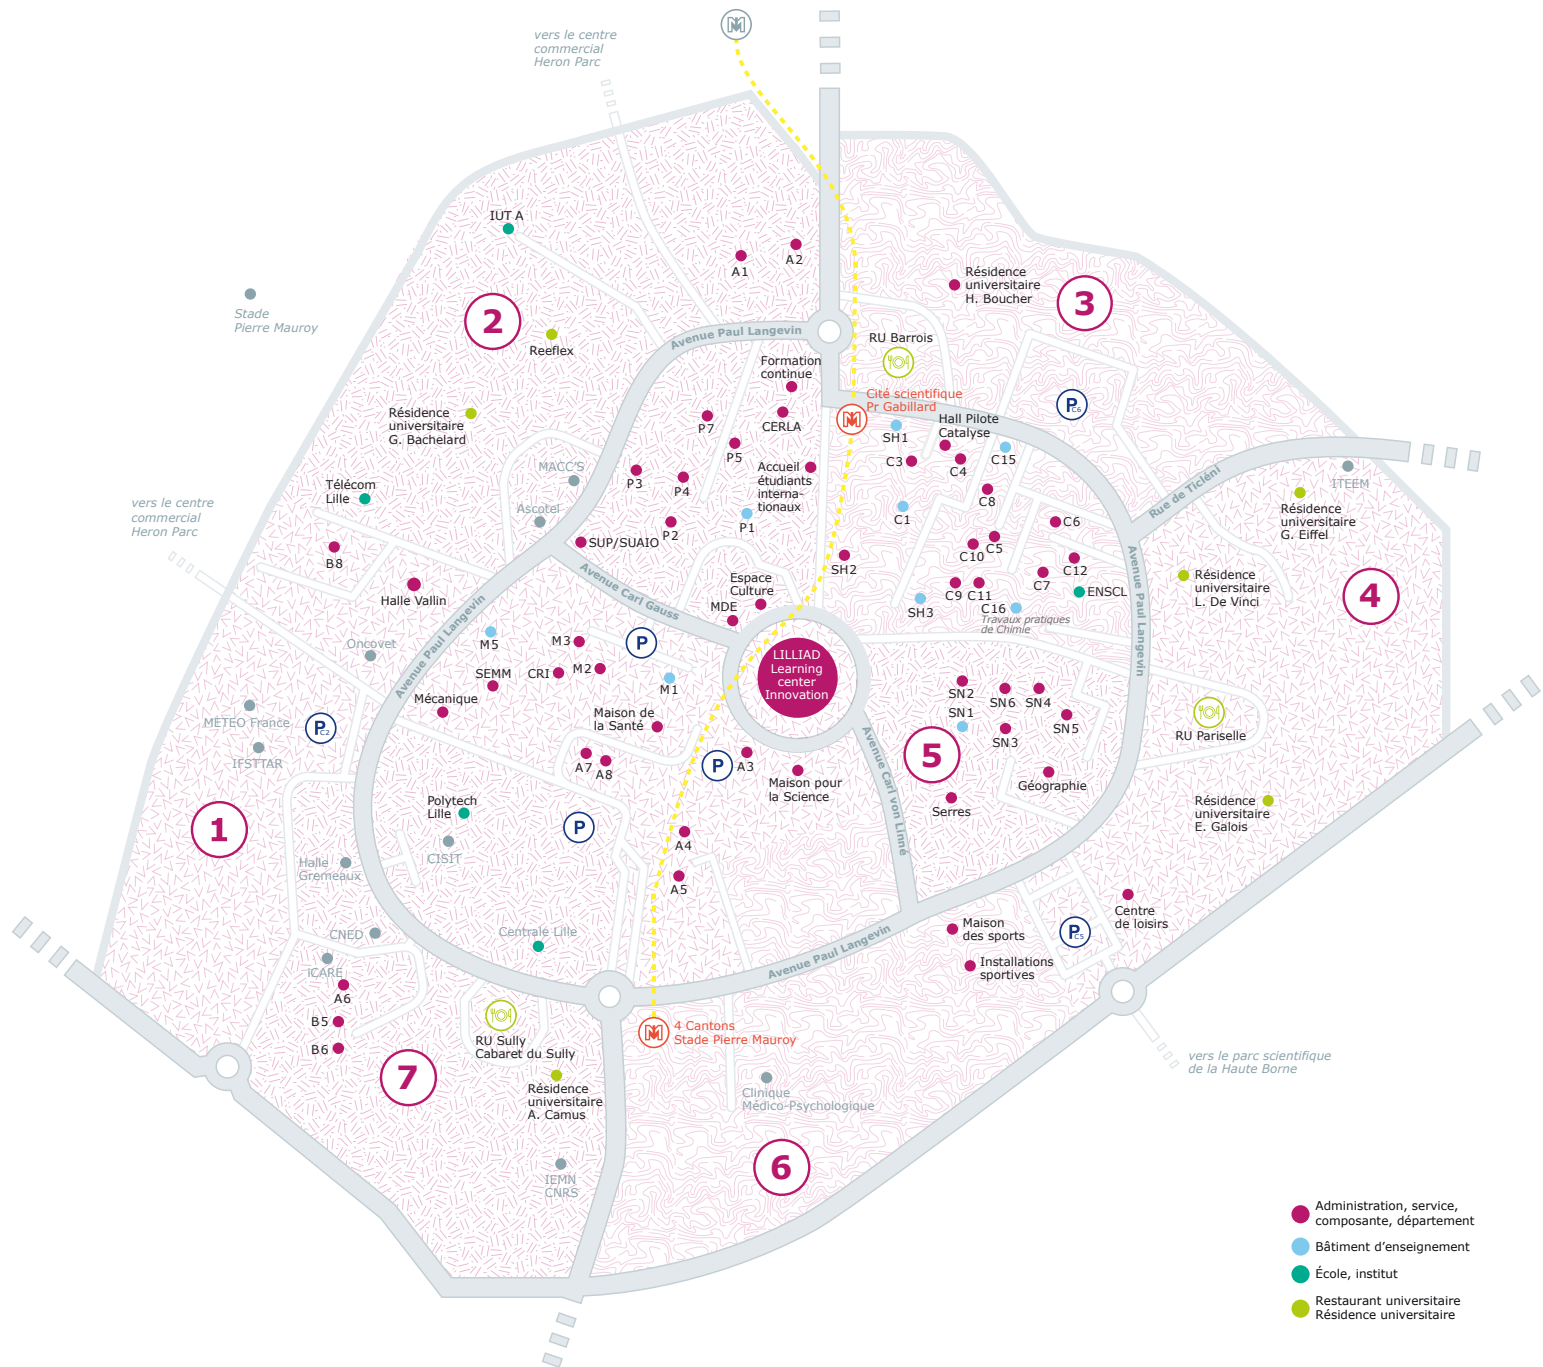 vers le centre
commercial
Heron Parc
IUT A
A1
A2
Résidence
universitaire
H. Boucher
3
Stade
Pierre Mauroy
2
Reeflex
Avenue Paul Langevin
RU Barrois
Formation
continue
Cité scientifique
Pr Gabillard
P
C6
Résidence
universitaire
G. Bachelard
P7
CERLA
SH1
Hall Pilote
Catalyse
P5
C3
C4
C15
MACC'S
P3
P4
Accueil
étudiants
interna-
tionaux
Rue de Ticléni
ITEEM
Télécom
Lille
C8
Résidence
universitaire
G. Eiffel
vers le centre
commercial
Heron Parc
Ascotel
P2
P1
C1
C6
SUP/SUAIO
C10
C5
B8
SH2
C12
C7
Halle Vallin
Avenue Carl Gauss
Espace
Culture
C9
C11
ENSCL
Résidence
universitaire
L. De Vinci
4
MDE
SH3
C16
Travaux pratiques
de Chimie
Avenue Paul Langevin
Avenue Paul Langevin
M5
M3
P
Oncovet
SEMM
CRI
M2
M1
LILLIAD
Learning
center
Innovation
SN2
SN6
SN4
Mécanique
METEO France
P
C2
Maison de
la Santé
SN1
SN3
SN5
RU Pariselle
IFSTTAR
A7
A8
P
A3
5
Maison pour
la Science
Avenue Carl von Linné
Géographie
Serres
Polytech
Lille
Résidence
universitaire
E. Galois
1
P
A4
CISIT
Halle
Gremeaux
A5
CNED
Centrale Lille
Avenue Paul Langevin
Maison
des sports
P
C5
Centre
de loisirs
iCARE
Installations
sportives
A6
B5
B6
RU Sully
Cabaret du Sully
4 Cantons
Stade Pierre Mauroy
vers le parc scientifique
de la Haute Borne
7
Résidence
universitaire
A. Camus
Clinique
Médico-Psychologique
6
IEMN
CNRS
Administration, service,
composante, département
Bâtiment d'enseignement
École, institut
Restaurant universitaire
Résidence universitaire